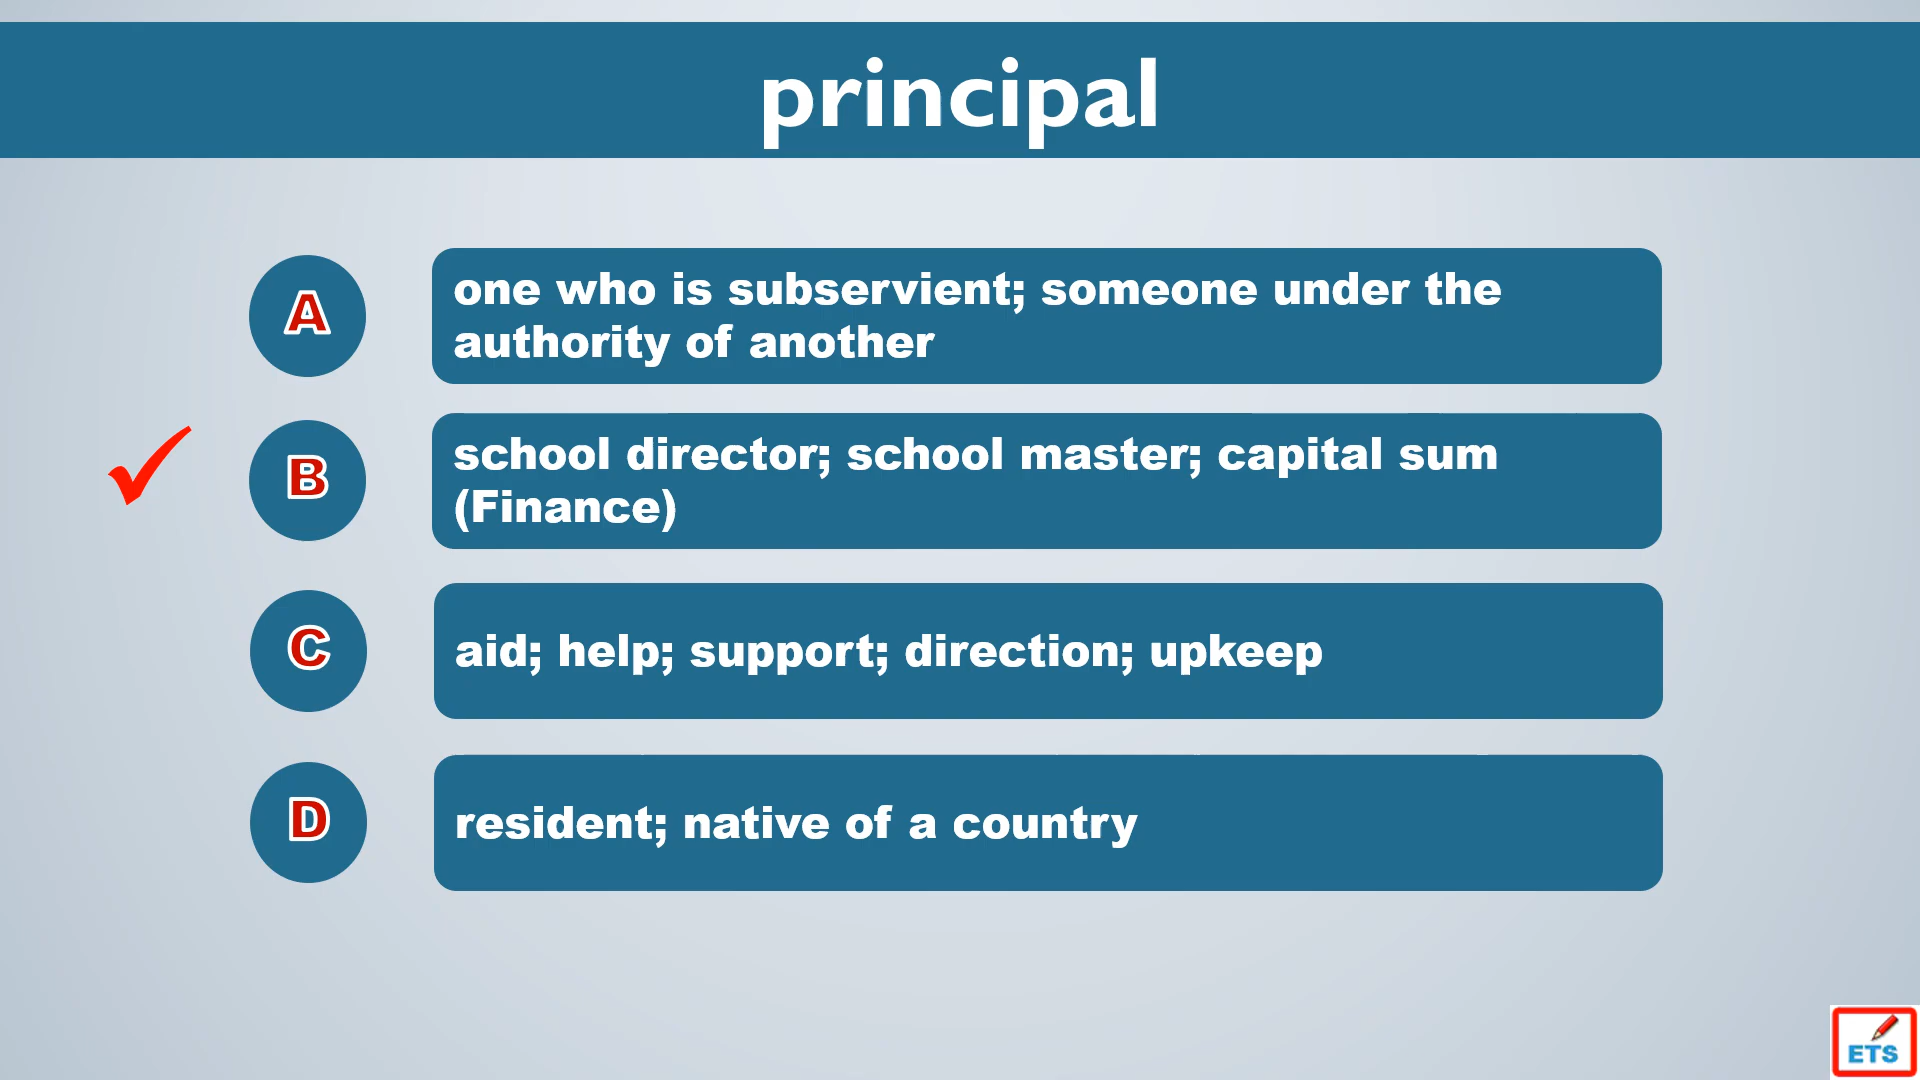 principal
A
one who is subservient; someone under the
authority of another
B
school director; school master; capital sum
(Finance)
C
aid; help; support; direction; upkeep
D
resident; native of a country
ETS